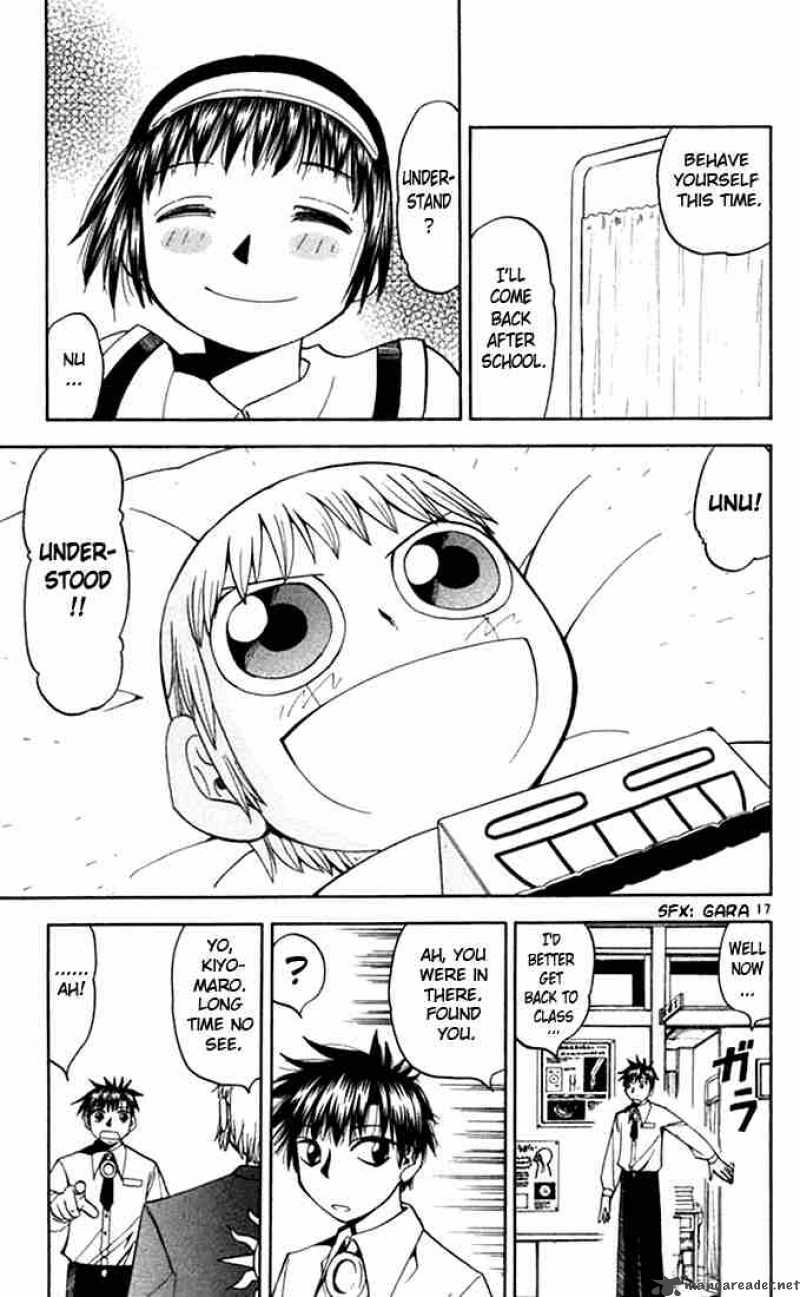 BEHAVE
YOURSELF
THIS TIME.
I'LL
COME
BACK
AFTER
SCHOOL.
UNDER-
STAND
?
NU
...
UNU!
UNDER-
STOOD
!!
SFX: GARA 17
WELL
NOW
...
I'D
BETTER
GET
BACK TO
CLASS
...
ガラ
AH, YOU
WERE IN
THERE.
FOUND
YOU.
?
YO,
KIYO-
MARO.
LONG
TIME NO
SEE.
......
AH!
mangareader.net